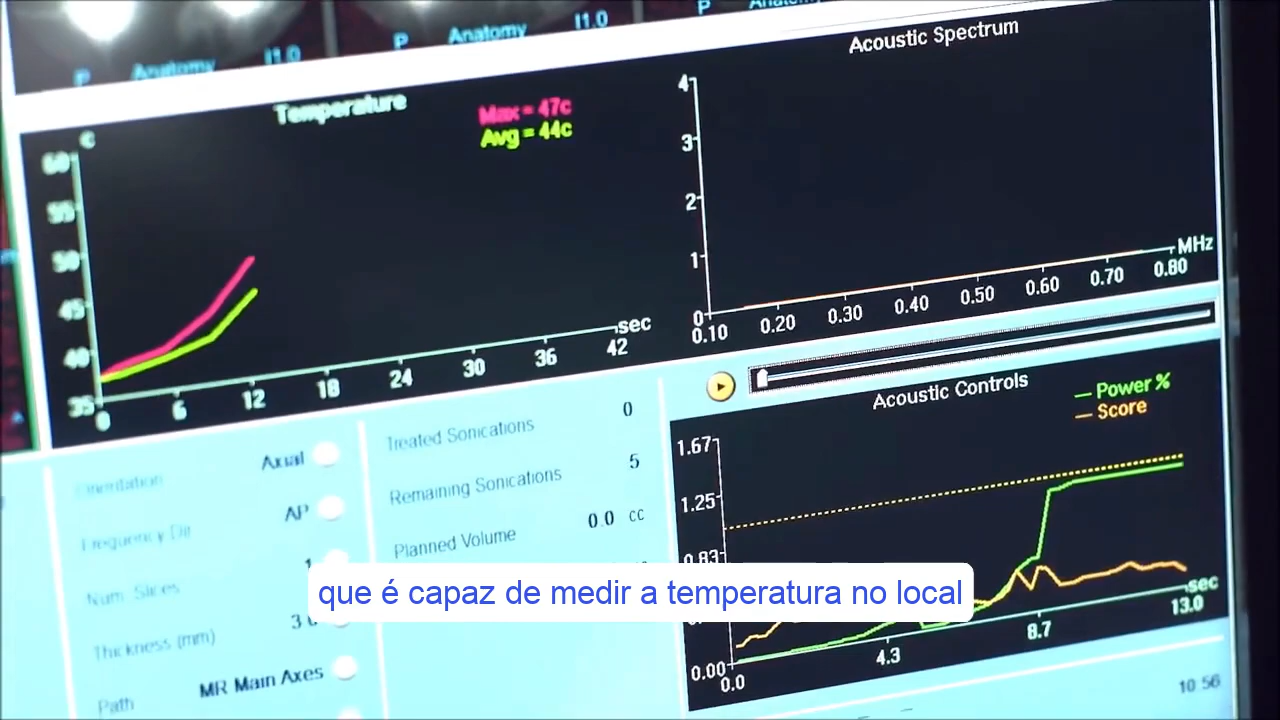 P Anatomy I1.0
P Anatomy I1.0
P
Temperature
Max = 47c
Avg = 44c
c
60
55
50
45
40
35
0 6 12 18 24 30 36 42
sec
Acoustic Spectrum
4
3
2
1
0
0.10 0.20 0.30 0.40 0.50 0.60 0.70 0.80
MHz
Orientation Axial
Frequency Dir AP
Num. Slices 1
Thickness (mm)
Path MR Main Axes
Treated Sonications 0
Remaining Sonications 5
Planned Volume 0.0 cc
Acoustic Controls
Power %
Score
1.67
1.25
0.83
0.00
0.0 4.3 8.7 13.0
sec
que é capaz de medir a temperatura no local
10:56